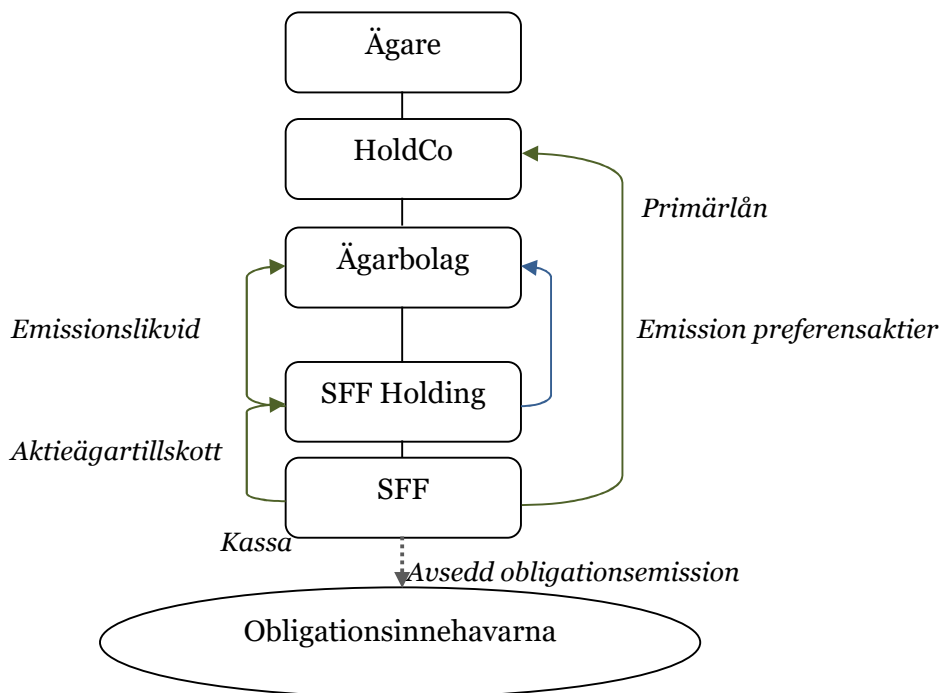 Ägare
HoldCo
Primärlån
Ägarbolag
Emissionslikvid
Emission preferensaktier
SFF Holding
Aktieägartillskott
SFF
Kassa
Avsedd obligationsemission
Obligationsinnehavarna